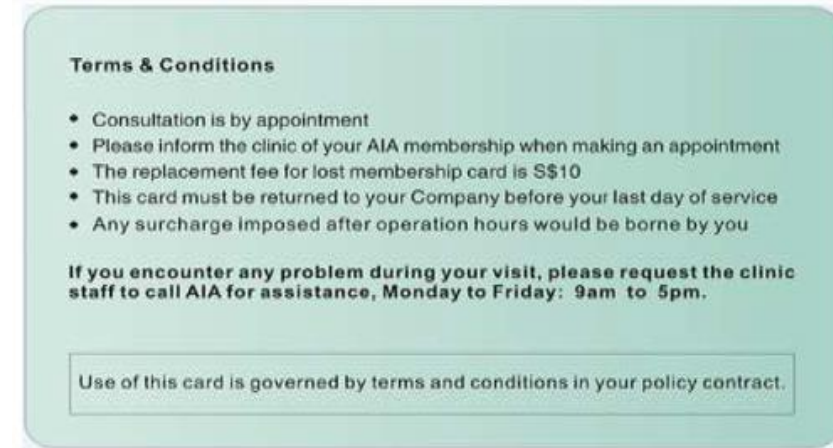 Terms & Conditions
• Consultation is by appointment
• Please inform the clinic of your AIA membership when making an appointment
• The replacement fee for lost membership card is S$10
• This card must be returned to your Company before your last day of service
• Any surcharge imposed after operation hours would be borne by you
If you encounter any problem during your visit, please request the clinic
staff to call AIA for assistance, Monday to Friday: 9am to 5pm.
Use of this card is governed by terms and conditions in your policy contract.